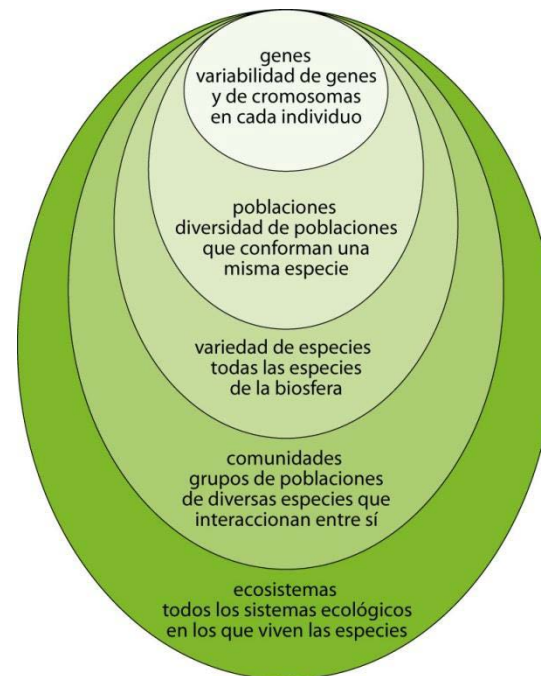 genes
variabilidad de genes
y de cromosomas
en cada individuo
poblaciones
diversidad de poblaciones
que conforman una
misma especie
variedad de especies
todas las especies
de la biosfera
comunidades
grupos de poblaciones
de diversas especies que
interaccionan entre sí
ecosistemas
todos los sistemas ecológicos
en los que viven las especies